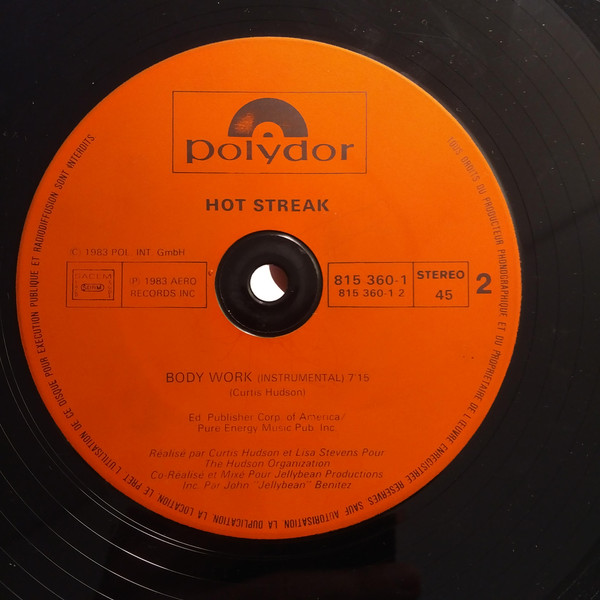 polydor
HOT STREAK
© 1983 POL. INT. GmbH
SACEM
(P) 1983 AERO
RECORDS INC
815 360-1
815 360-1-2
STEREO
45
2
BODY WORK (INSTRUMENTAL) 7'15
(Curtis Hudson)
Ed. Publisher Corp. of America/
Pure Energy Music Pub. Inc.
Réalisé par Curtis Hudson et Lisa Stevens Pour
The Hudson Organization
Co-Réalisé et Mixé Pour Jellybean Productions
Inc. Par John "Jellybean" Benitez
TOUS DROITS DU PRODUCTEUR PHONOGRAPHIQUE ET DU PROPRIETAIRE DE L'ŒUVRE ENREGISTREE RESERVES SAUF AUTORISATION LA DUPLICATION LA LOCATION LE PRET L'UTILISATION DE CE DISQUE POUR EXECUTION PUBLIQUE ET RADIODIFFUSION SONT INTERDITS